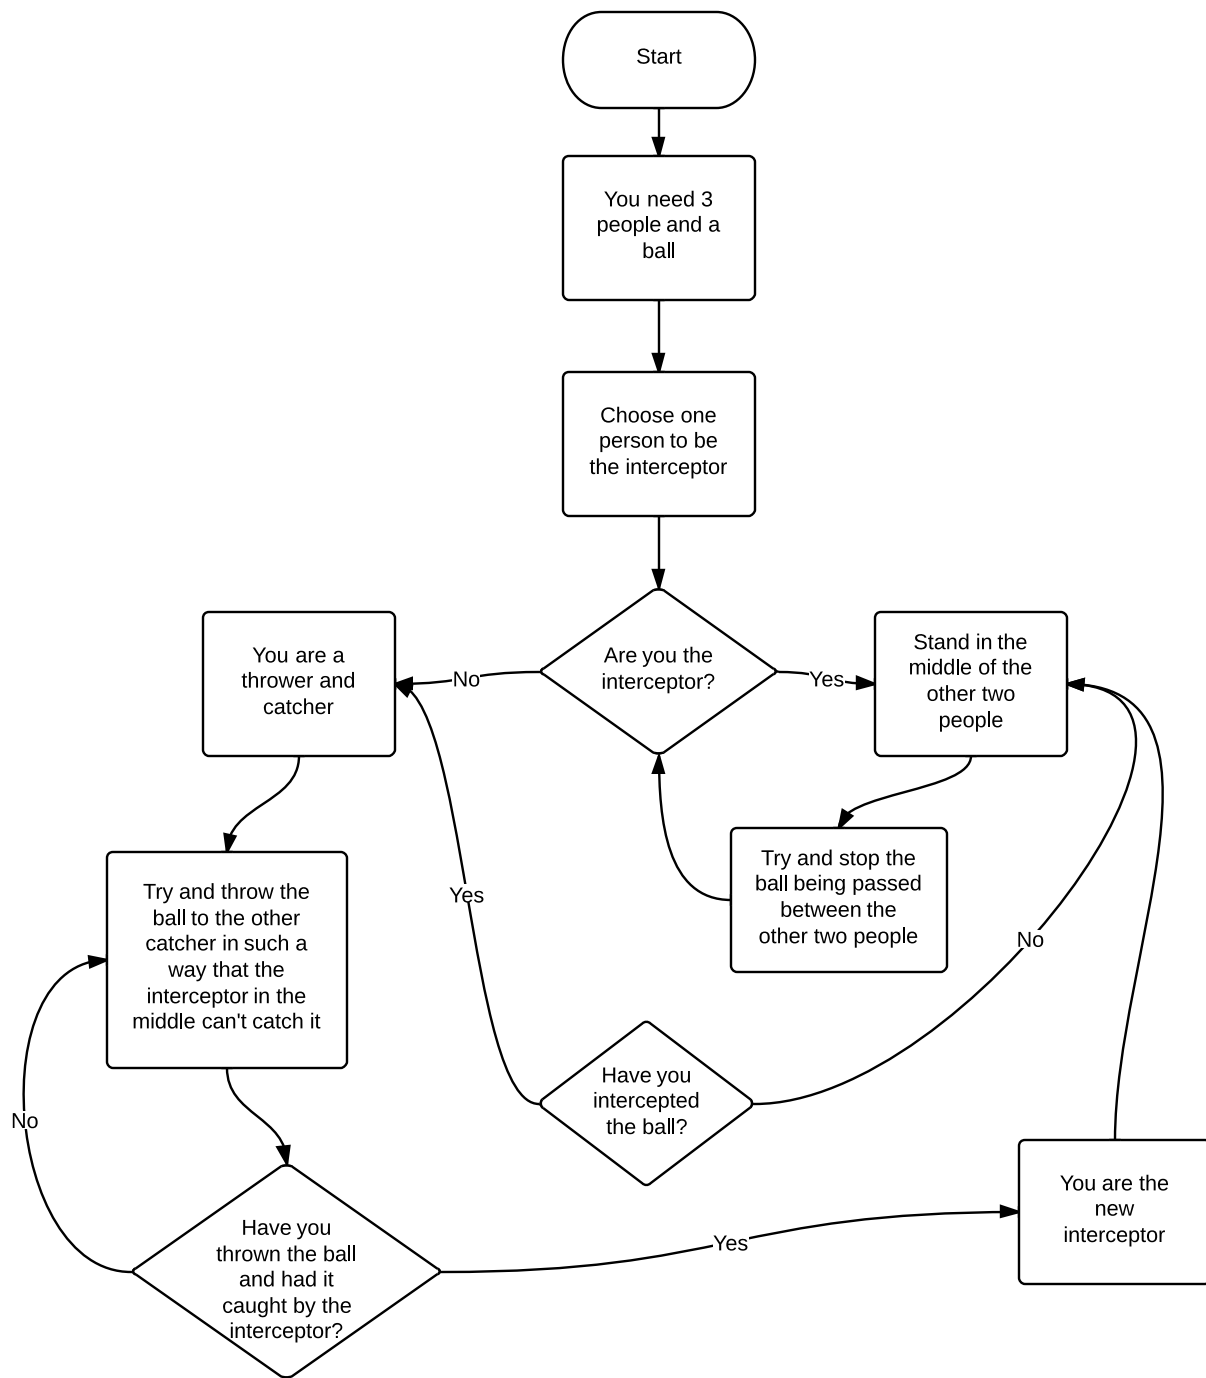 Start
You need 3
people and a
ball
Choose one
person to be
the interceptor
Are you the
interceptor?
No
Yes
You are a
thrower and
catcher
Stand in the
middle of the
other two
people
Try and stop the
ball being passed
between the
other two people
Try and throw the
ball to the other
catcher in such a
way that the
interceptor in the
middle can't catch it
Yes
No
Have you
intercepted
the ball?
No
Have you
thrown the ball
and had it
caught by the
interceptor?
Yes
You are the
new
interceptor